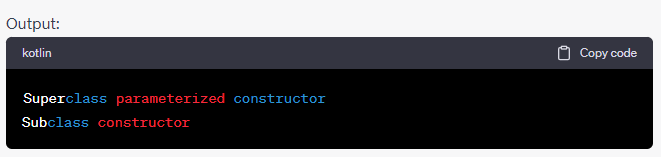 Output:
kotlin Copy code
Superclass parameterized constructor
Subclass constructor